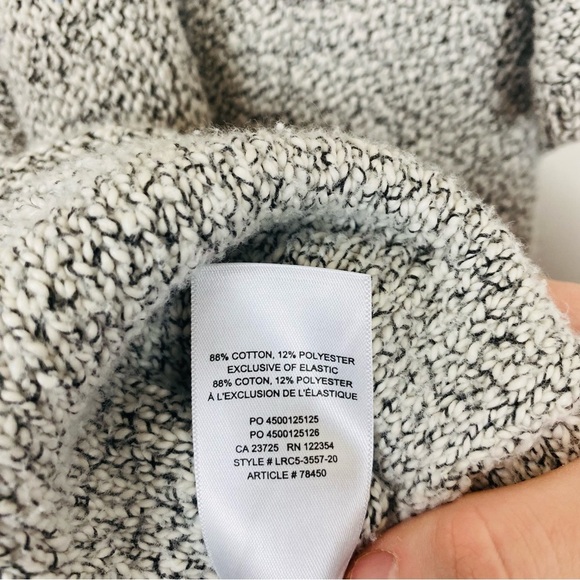 88% COTTON, 12% POLYESTER
EXCLUSIVE OF ELASTIC
88% COTON, 12% POLYESTER
À L'EXCLUSION DE L'ÉLASTIQUE
PO 4500125125
PO 4500125126
CA 23725 RN 122354
STYLE # LRC5-3557-20
ARTICLE # 78450